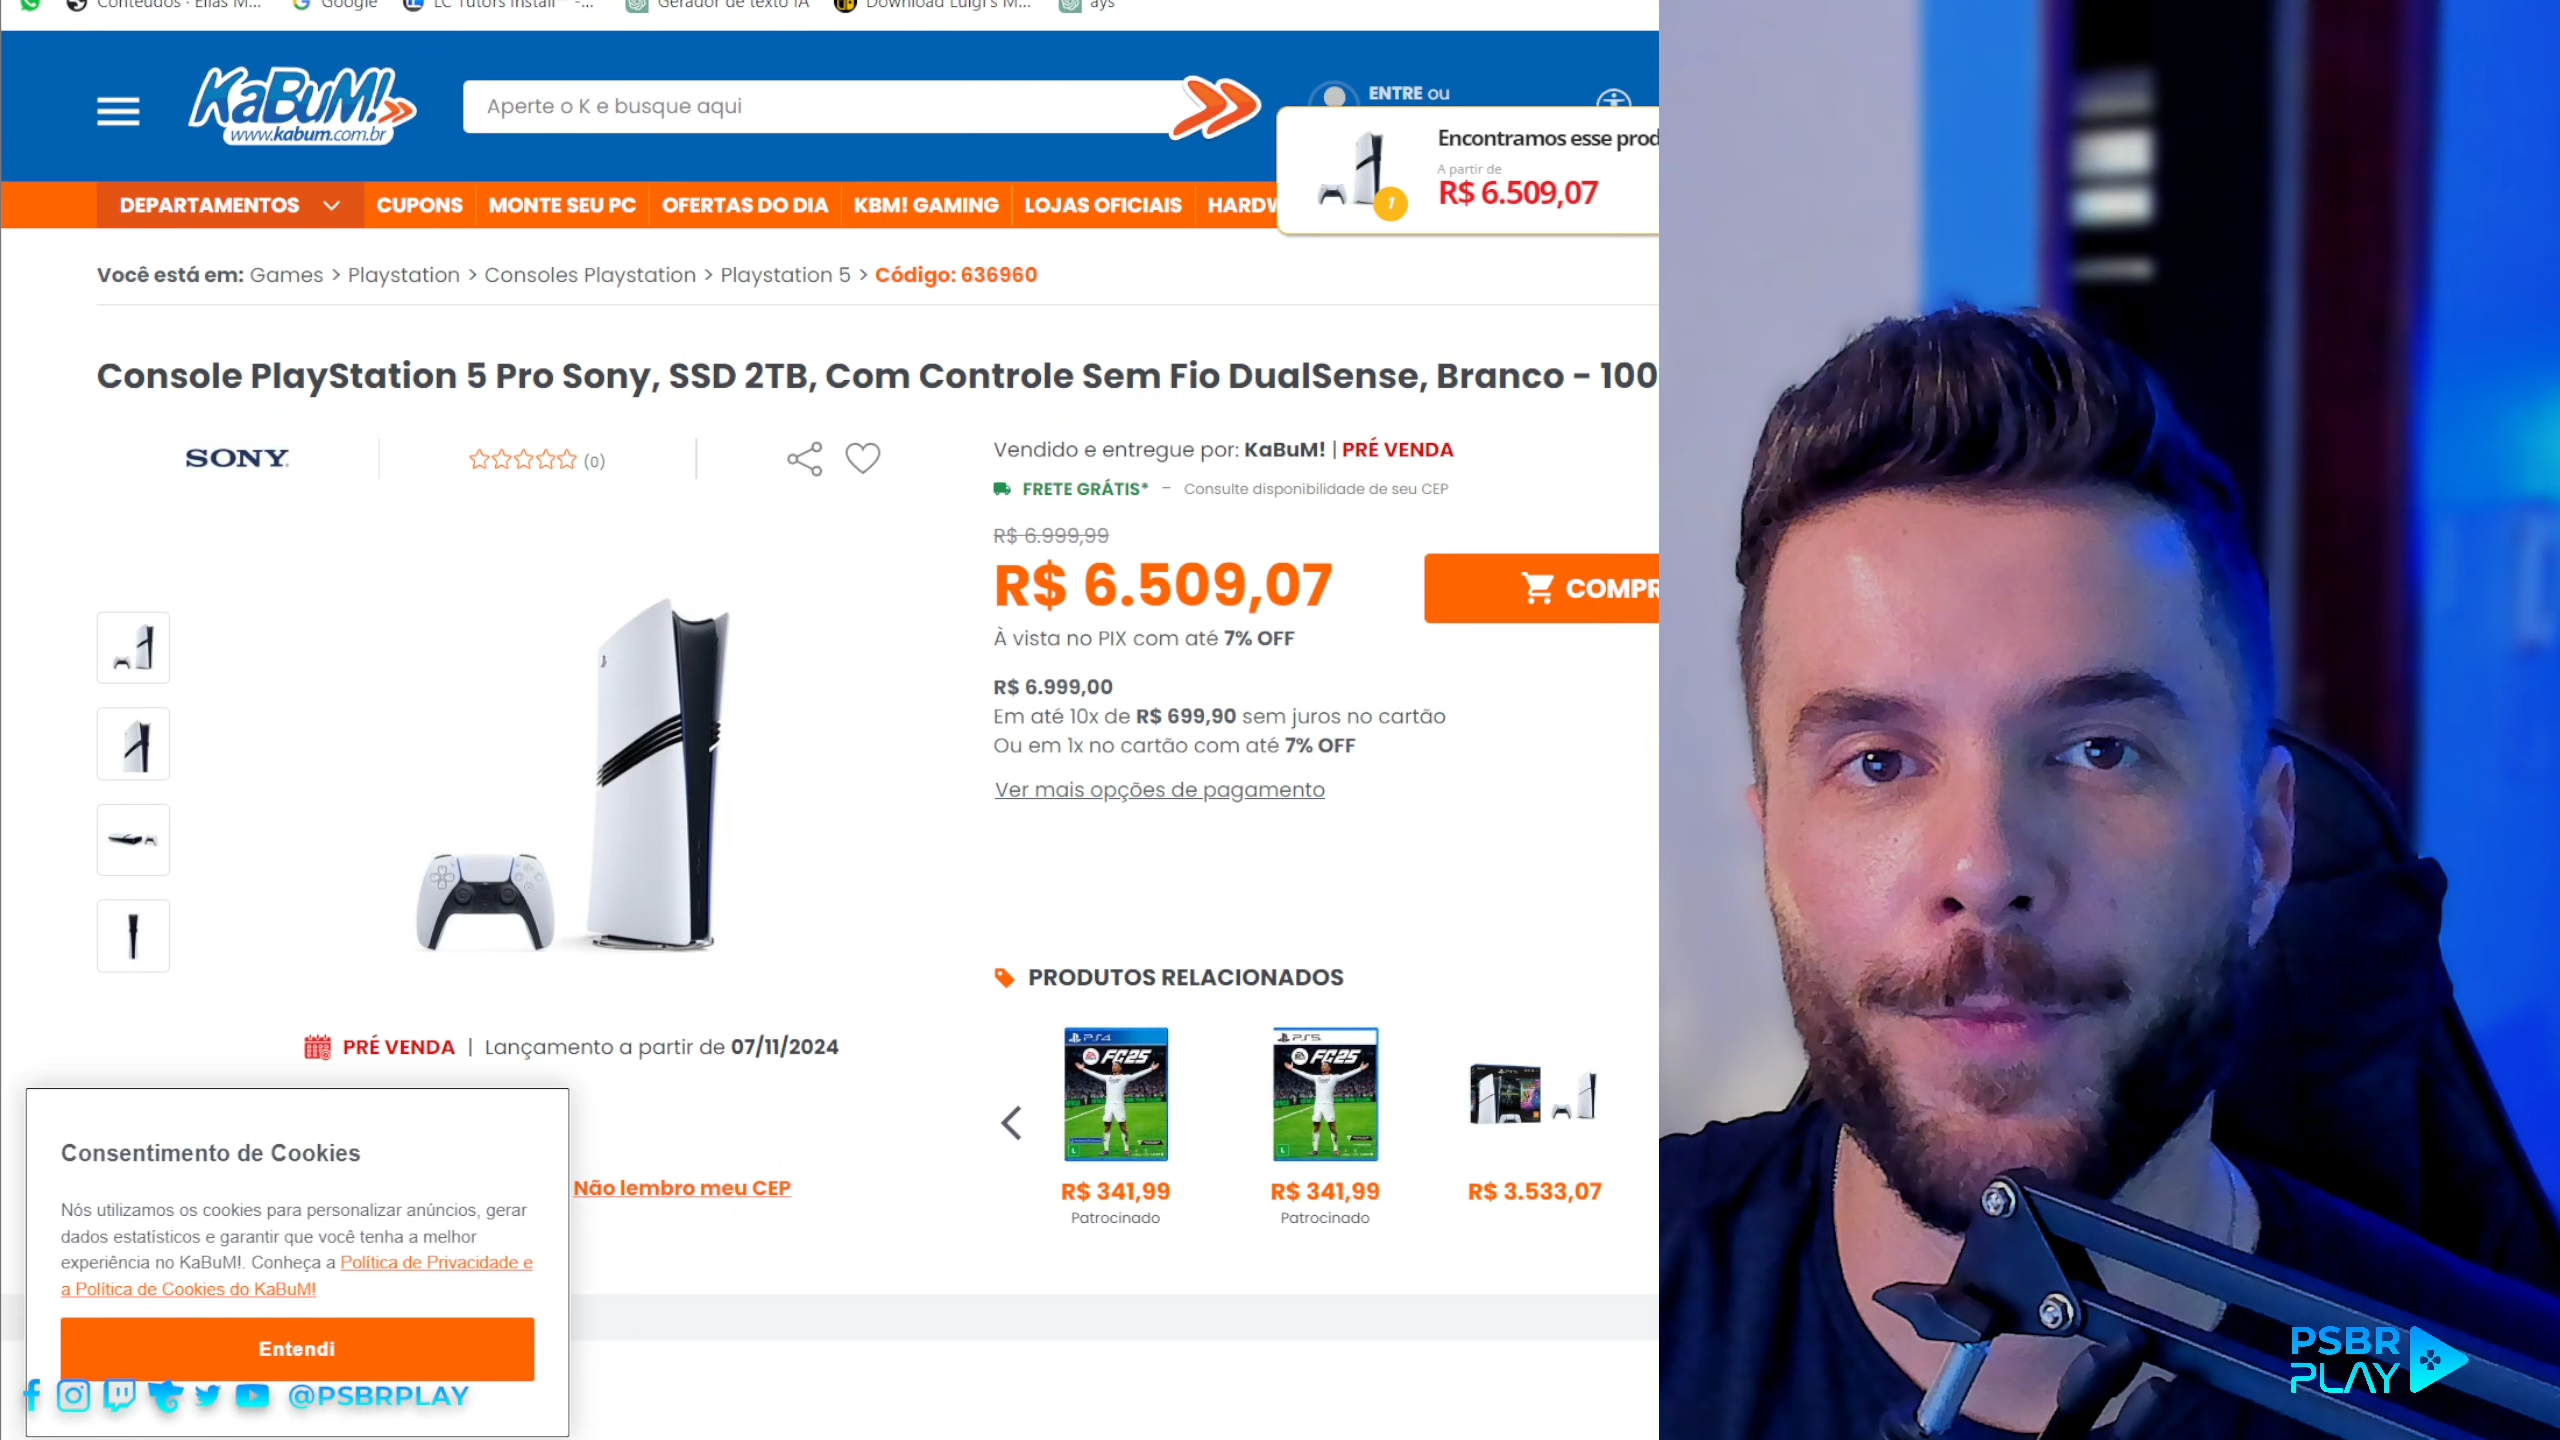 Conteúdos · Elias M...
Google
LC Tutors Install™ -...
Gerador de texto IA
Download Luigi's M...
ays
KaBuM!
www.kabum.com.br
Aperte o K e busque aqui
ENTRE ou
Encontramos esse prod
A partir de
R$ 6.509,07
1
DEPARTAMENTOS
CUPONS
MONTE SEU PC
OFERTAS DO DIA
KBM! GAMING
LOJAS OFICIAIS
HARDW
Você está em: Games > Playstation > Consoles Playstation > Playstation 5 > Código: 636960
Console PlayStation 5 Pro Sony, SSD 2TB, Com Controle Sem Fio DualSense, Branco - 100
SONY
(0)
Vendido e entregue por: KaBuM! | PRÉ VENDA
FRETE GRÁTIS* - Consulte disponibilidade de seu CEP
R$ 6.999,99
R$ 6.509,07
COMPR
À vista no PIX com até 7% OFF
R$ 6.999,00
Em até 10x de R$ 699,90 sem juros no cartão
Ou em 1x no cartão com até 7% OFF
Ver mais opções de pagamento
PRODUTOS RELACIONADOS
PS4
FC25
PS5
FC25
R$ 341,99
Patrocinado
R$ 341,99
Patrocinado
R$ 3.533,07
PRÉ VENDA | Lançamento a partir de 07/11/2024
Não lembro meu CEP
Consentimento de Cookies
Nós utilizamos os cookies para personalizar anúncios, gerar
dados estatísticos e garantir que você tenha a melhor
experiência no KaBuM!. Conheça a Política de Privacidade e
a Política de Cookies do KaBuM!
Entendi
@PSBRPLAY
PSBR
PLAY